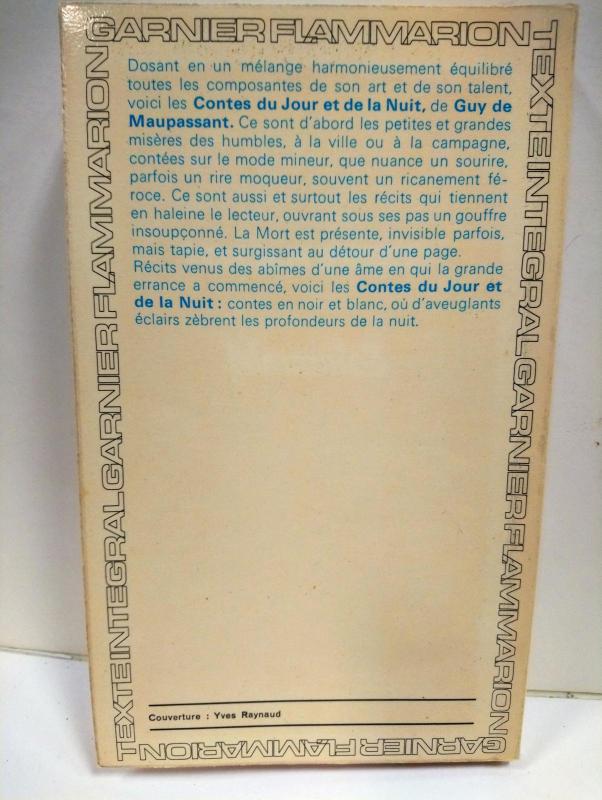 GARNIER FLAMMARION
TEXTE INTEGRAL GARNIER FLAMMARION
Dosant en un mélange harmonieusement équilibré
toutes les composantes de son art et de son talent,
voici les Contes du Jour et de la Nuit, de Guy de
Maupassant. Ce sont d'abord les petites et grandes
misères des humbles, à la ville ou à la campagne,
contées sur le mode mineur, que nuance un sourire,
parfois un rire moqueur, souvent un ricanement fé-
roce. Ce sont aussi et surtout les récits qui tiennent
en haleine le lecteur, ouvrant sous ses pas un gouffre
insoupçonné. La Mort est présente, invisible parfois,
mais tapie, et surgissant au détour d'une page.
Récits venus des abîmes d'une âme en qui la grande
errance a commencé, voici les Contes du Jour et
de la Nuit : contes en noir et blanc, où d'aveuglants
éclairs zèbrent les profondeurs de la nuit.
Couverture : Yves Raynaud
GARNIER FLAMMARION
TEXTE INTEGRAL GARNIER FLAMMARION